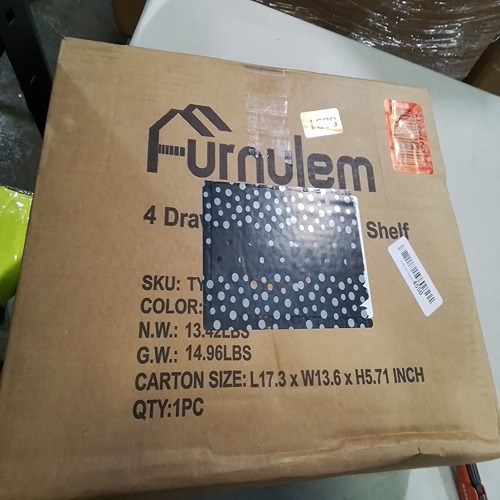 Furnulem
4 Dra Shelf
SKU: TY
COLOR:
N.W.: 13.42LBS
G.W.: 14.96LBS
CARTON SIZE: L17.3 x W13.6 x H5.71 INCH
QTY:1PC